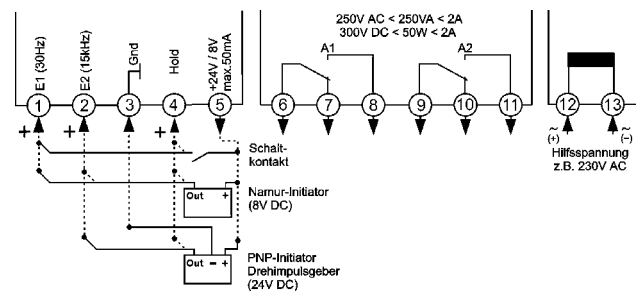 250V AC < 250VA < 2A
300V DC < 50W < 2A
E1 (30Hz)
E2 (15kHz)
Gnd
Hold
+24V / 8V
max.50mA
A1
A2
1 2 3 4 5 6 7 8 9 10 11 12 13
+ + +
~ ~
(+) (−)
Hilfsspannung
z.B. 230V AC
Schalt-
kontakt
Out +
Namur-Initiator
(8V DC)
Out − +
PNP-Initiator
Drehimpulsgeber
(24V DC)